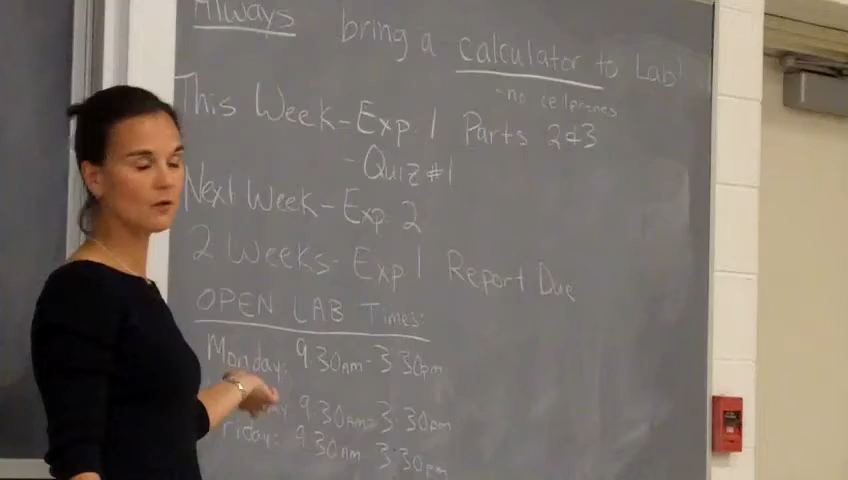 Always bring a calculator to Lab!
-no cellphones
This Week-Exp. 1 Parts 2&3
-Quiz #1
Next Week-Exp 2
2 Weeks-Exp 1 Report Due
OPEN LAB Times:
Monday: 9:30am-3:30pm
9:30am-3:30pm
Friday: 9:30am 3:30pm